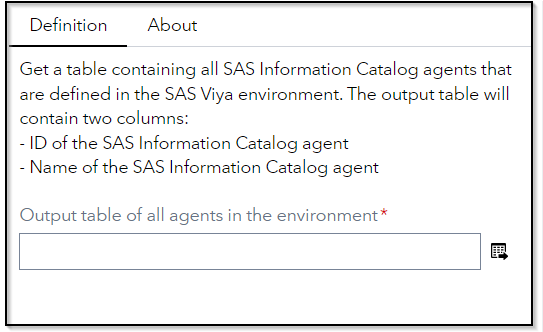 Definition
About
Get a table containing all SAS Information Catalog agents that
are defined in the SAS Viya environment. The output table will
contain two columns:
- ID of the SAS Information Catalog agent
- Name of the SAS Information Catalog agent
Output table of all agents in the environment*